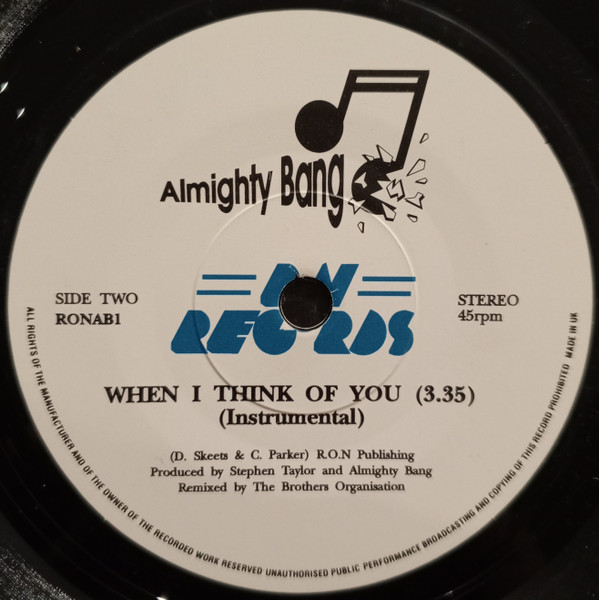 Almighty Bang
RECORDS
SIDE TWO
RONAB1
STEREO
45rpm
WHEN I THINK OF YOU (3.35)
(Instrumental)
(D. Skeets & C. Parker) R.O.N Publishing
Produced by Stephen Taylor and Almighty Bang
Remixed by The Brothers Organisation
ALL RIGHTS OF THE MANUFACTURER AND OF THE OWNER OF THE RECORDED WORK RESERVED UNAUTHORISED PUBLIC PERFORMANCE BROADCASTING AND COPYING OF THIS RECORD PROHIBITED MADE IN UK